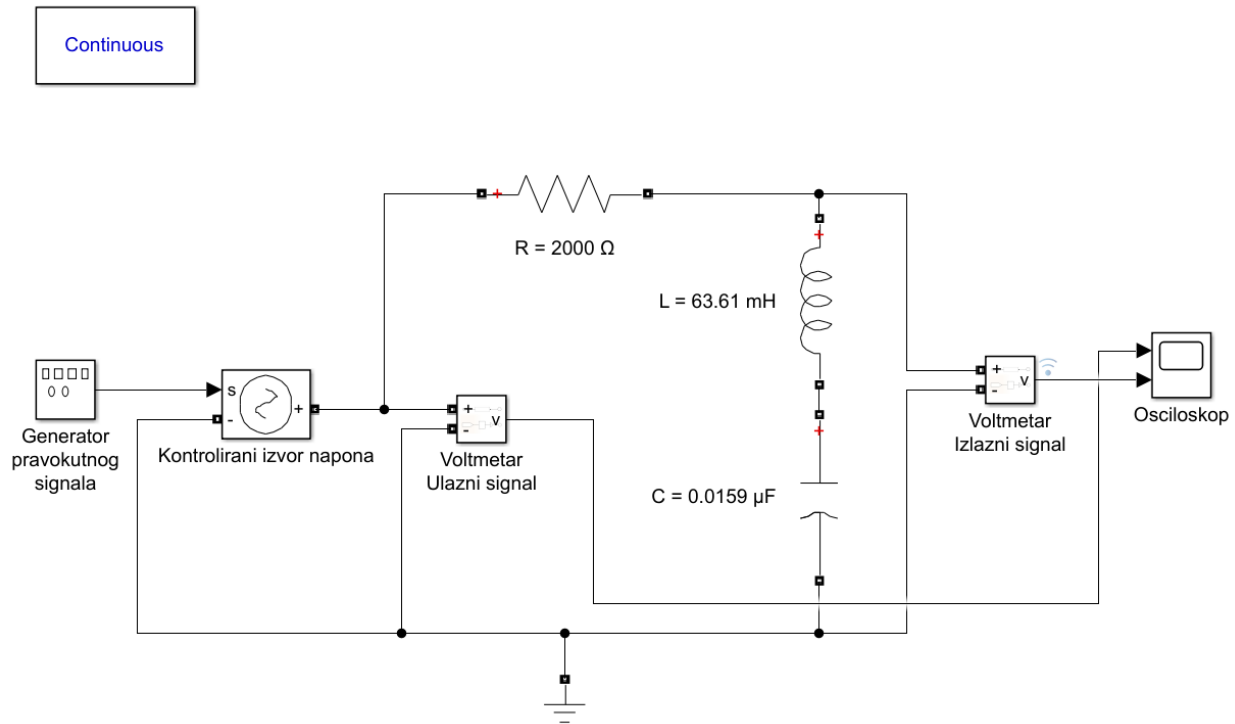 Continuous
+
R = 2000 Ω
+
L = 63.61 mH
Generator
pravokutnog
signala
s
-
+
Kontrolirani izvor napona
+
-
v
Voltmetar
Ulazni signal
+
C = 0.0159 µF
+
-
v
Voltmetar
Izlazni signal
Osciloskop